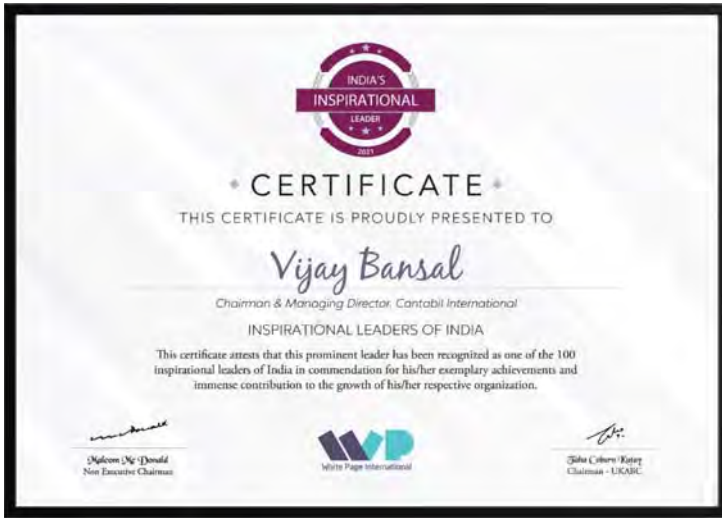 INDIA'S
INSPIRATIONAL
LEADER
2021
CERTIFICATE
THIS CERTIFICATE IS PROUDLY PRESENTED TO
Vijay Bansal
Chairman & Managing Director, Cantabil International
INSPIRATIONAL LEADERS OF INDIA
This certificate attests that this prominent leader has been recognized as one of the 100
inspirational leaders of India in commendation for his/her exemplary achievements and
immense contribution to the growth of his/her respective organization.
Malcom Mc Donald
Non Executive Chairman
WP
White Page International
Chairman - UKABC